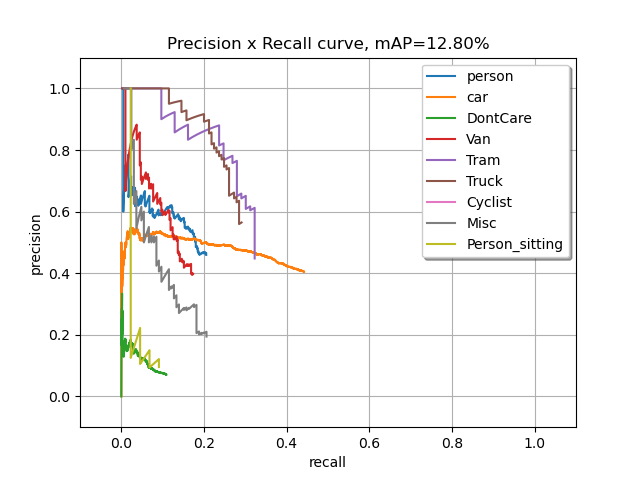 Precision x Recall curve, mAP=12.80%
person
car
DontCare
Van
Tram
Truck
Cyclist
Misc
Person_sitting
precision
1.0
0.8
0.6
0.4
0.2
0.0
0.0 0.2 0.4 0.6 0.8 1.0
recall